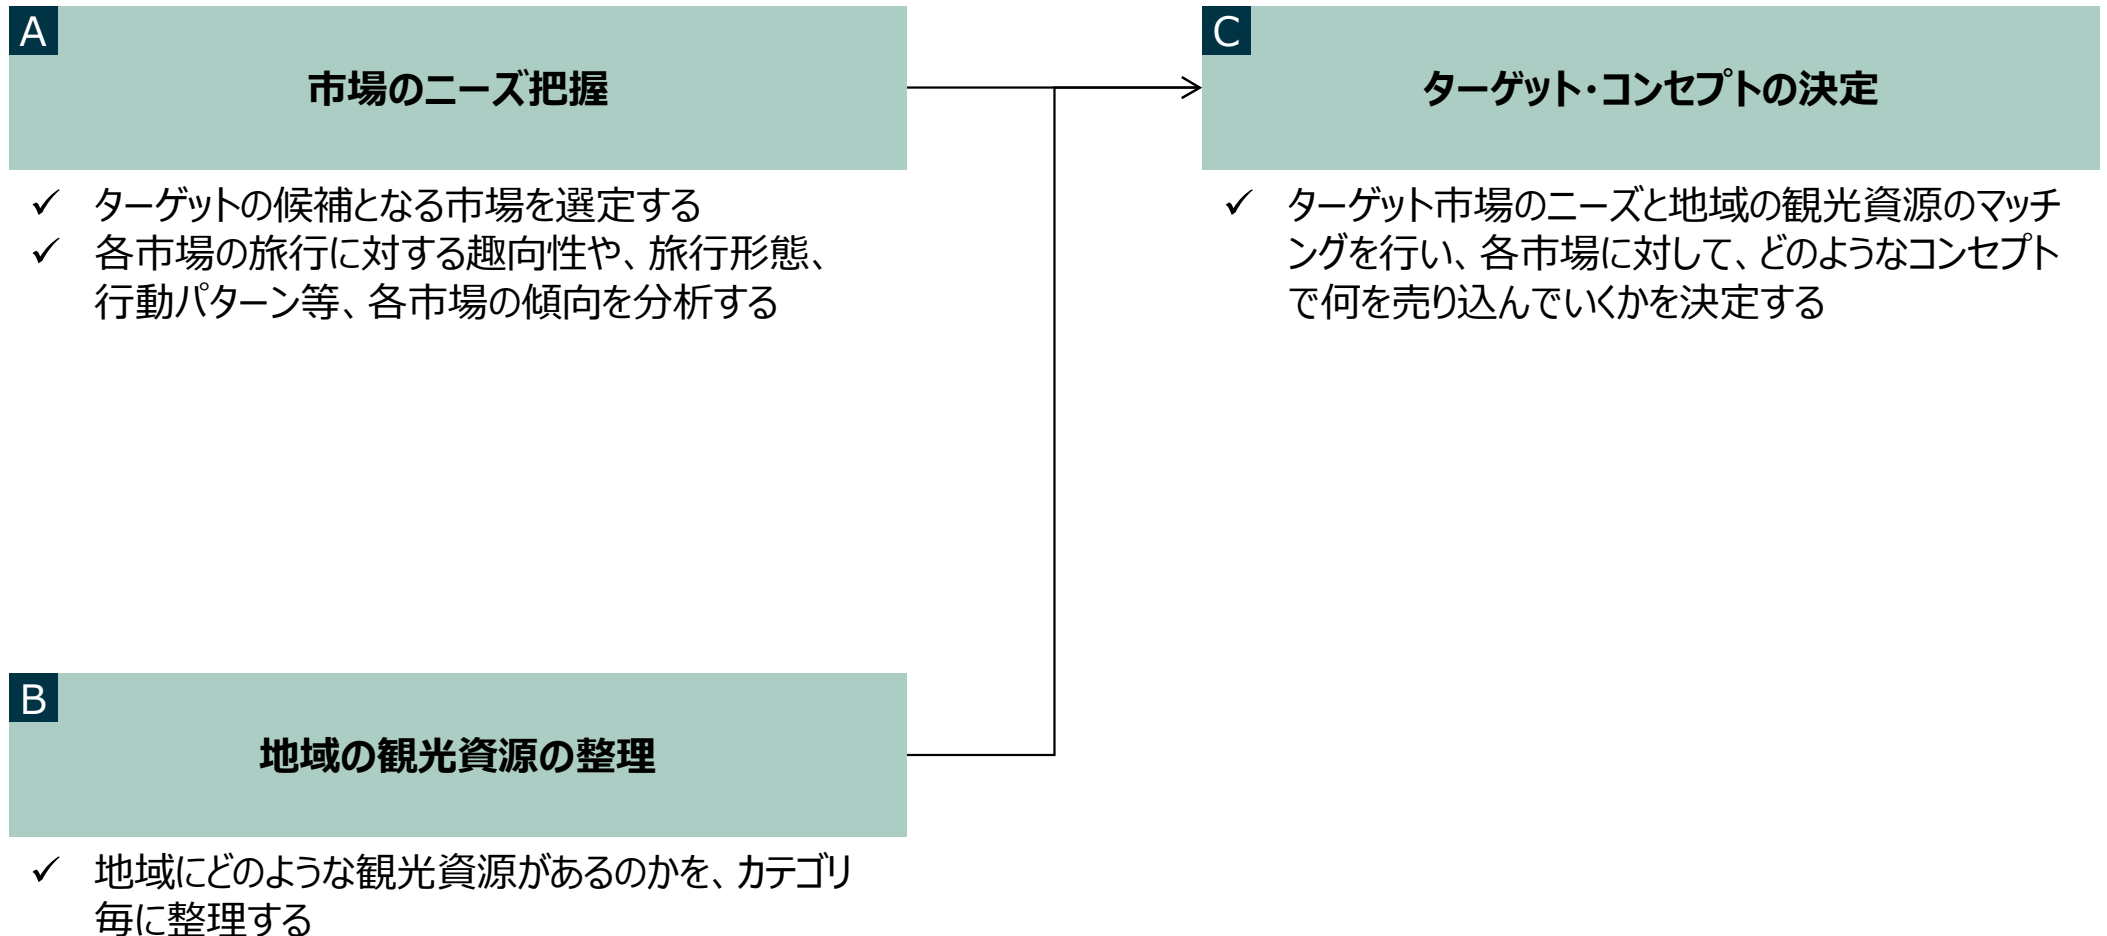 A
市場のニーズ把握
✓ ターゲットの候補となる市場を選定する
✓ 各市場の旅行に対する趣向性や、旅行形態、
行動パターン等、各市場の傾向を分析する
C
ターゲット・コンセプトの決定
✓ ターゲット市場のニーズと地域の観光資源のマッチ
ングを行い、各市場に対して、どのようなコンセプト
で何を売り込んでいくかを決定する
B
地域の観光資源の整理
✓ 地域にどのような観光資源があるのかを、カテゴリ
毎に整理する